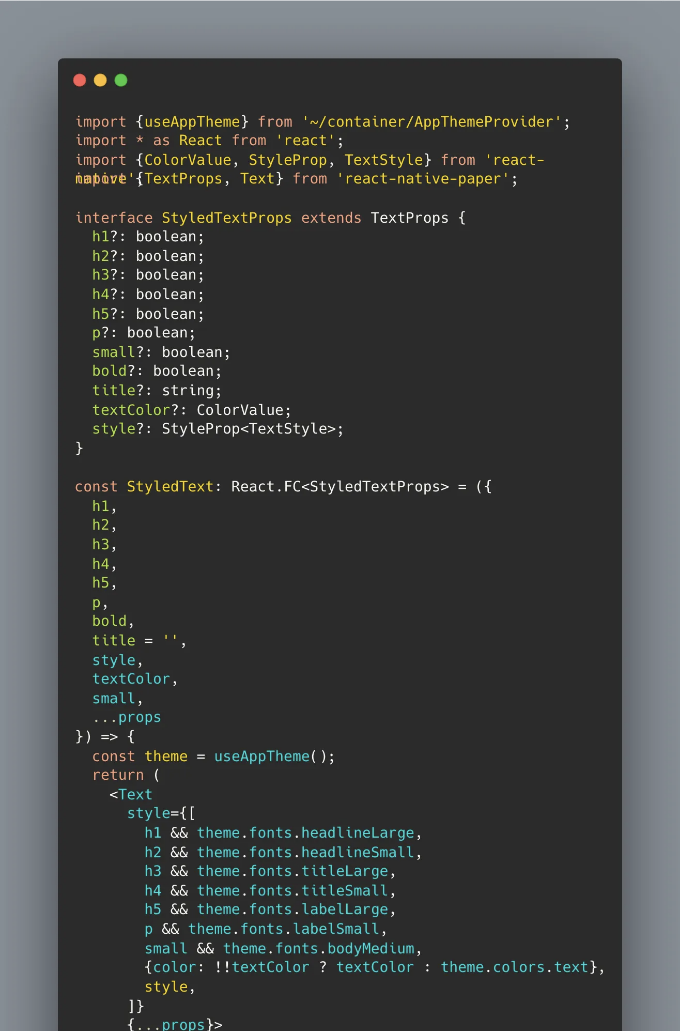 import {useAppTheme} from '~/container/AppThemeProvider';
import * as React from 'react';
import {ColorValue, StyleProp, TextStyle} from 'react-
native';
import {TextProps, Text} from 'react-native-paper';
interface StyledTextProps extends TextProps {
h1?: boolean;
h2?: boolean;
h3?: boolean;
h4?: boolean;
h5?: boolean;
p?: boolean;
small?: boolean;
bold?: boolean;
title?: string;
textColor?: ColorValue;
style?: StyleProp<TextStyle>;
}
const StyledText: React.FC<StyledTextProps> = ({
h1,
h2,
h3,
h4,
h5,
p,
bold,
title = '',
style,
textColor,
small,
...props
}) => {
const theme = useAppTheme();
return (
<Text
style={[
h1 && theme.fonts.headlineLarge,
h2 && theme.fonts.headlineSmall,
h3 && theme.fonts.titleLarge,
h4 && theme.fonts.titleSmall,
h5 && theme.fonts.labelLarge,
p && theme.fonts.labelSmall,
small && theme.fonts.bodyMedium,
{color: !!textColor ? textColor : theme.colors.text},
style,
]}
{...props}>